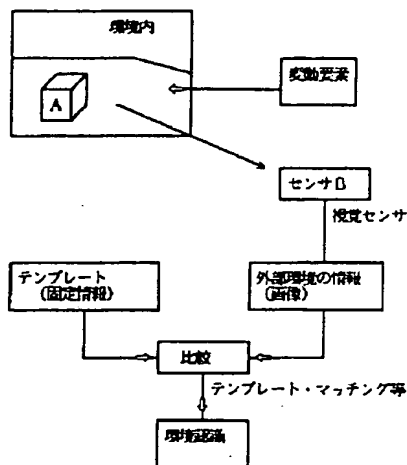 環境内
A
変動要素
センサB
視覚センサ
テンプレート
(固定情報)
外部環境の情報
(画像)
比較
テンプレート・マッチング等
環境認識